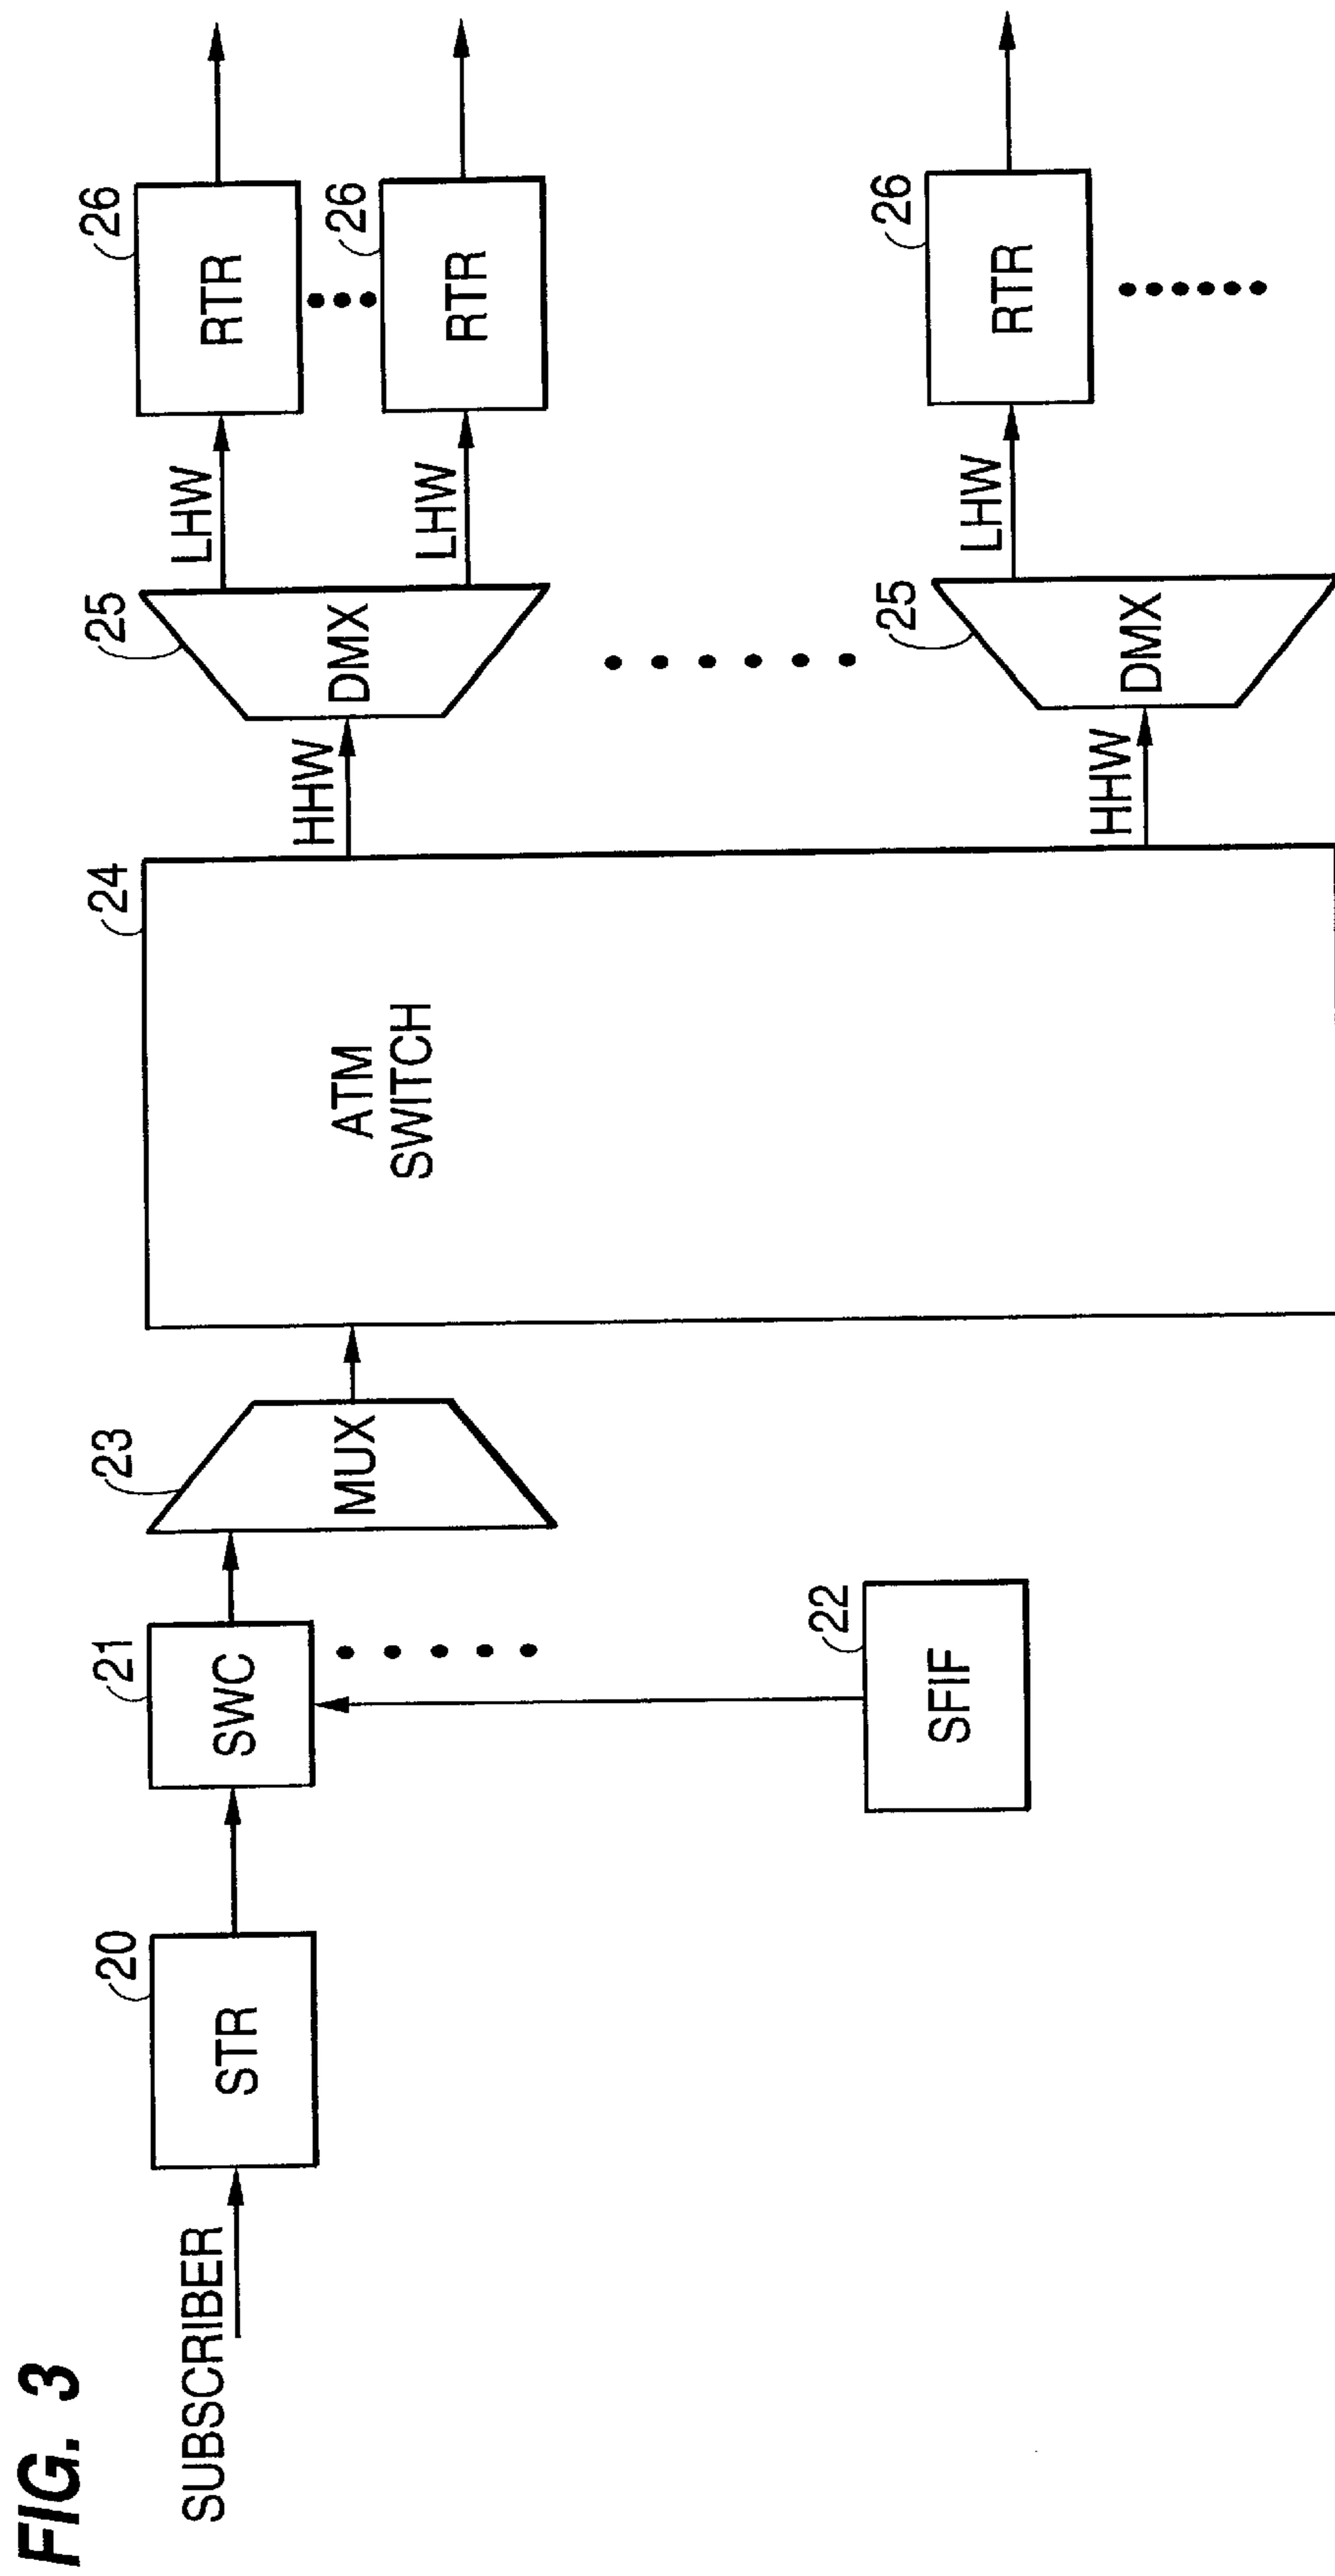 FIG. 3
SUBSCRIBER
20
STR
21
SWC
22
SFIF
23
MUX
24
ATM
SWITCH
HHW
HHW
25
DMX
25
DMX
LHW
LHW
LHW
26
RTR
26
RTR
26
RTR